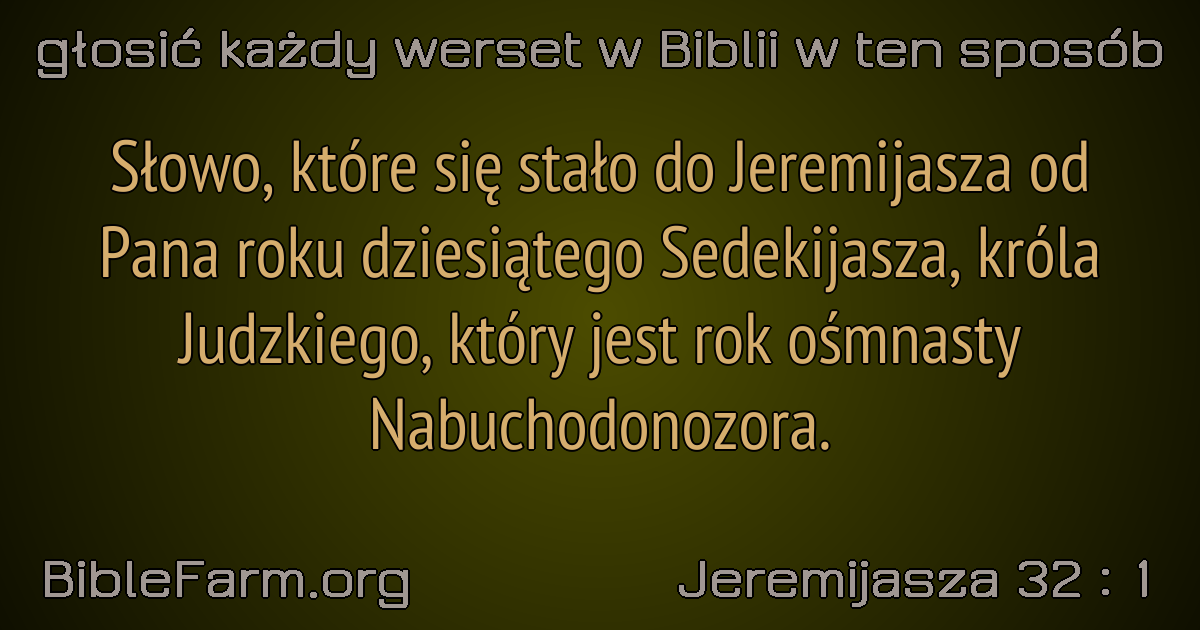 głosić każdy werset w Biblii w ten sposób
Słowo, które się stało do Jeremijasza od
Pana roku dziesiątego Sedekijasza, króla
Judzkiego, który jest rok ośmnasty
Nabuchodonozora.
BibleFarm.org
Jeremijasza 32 : 1